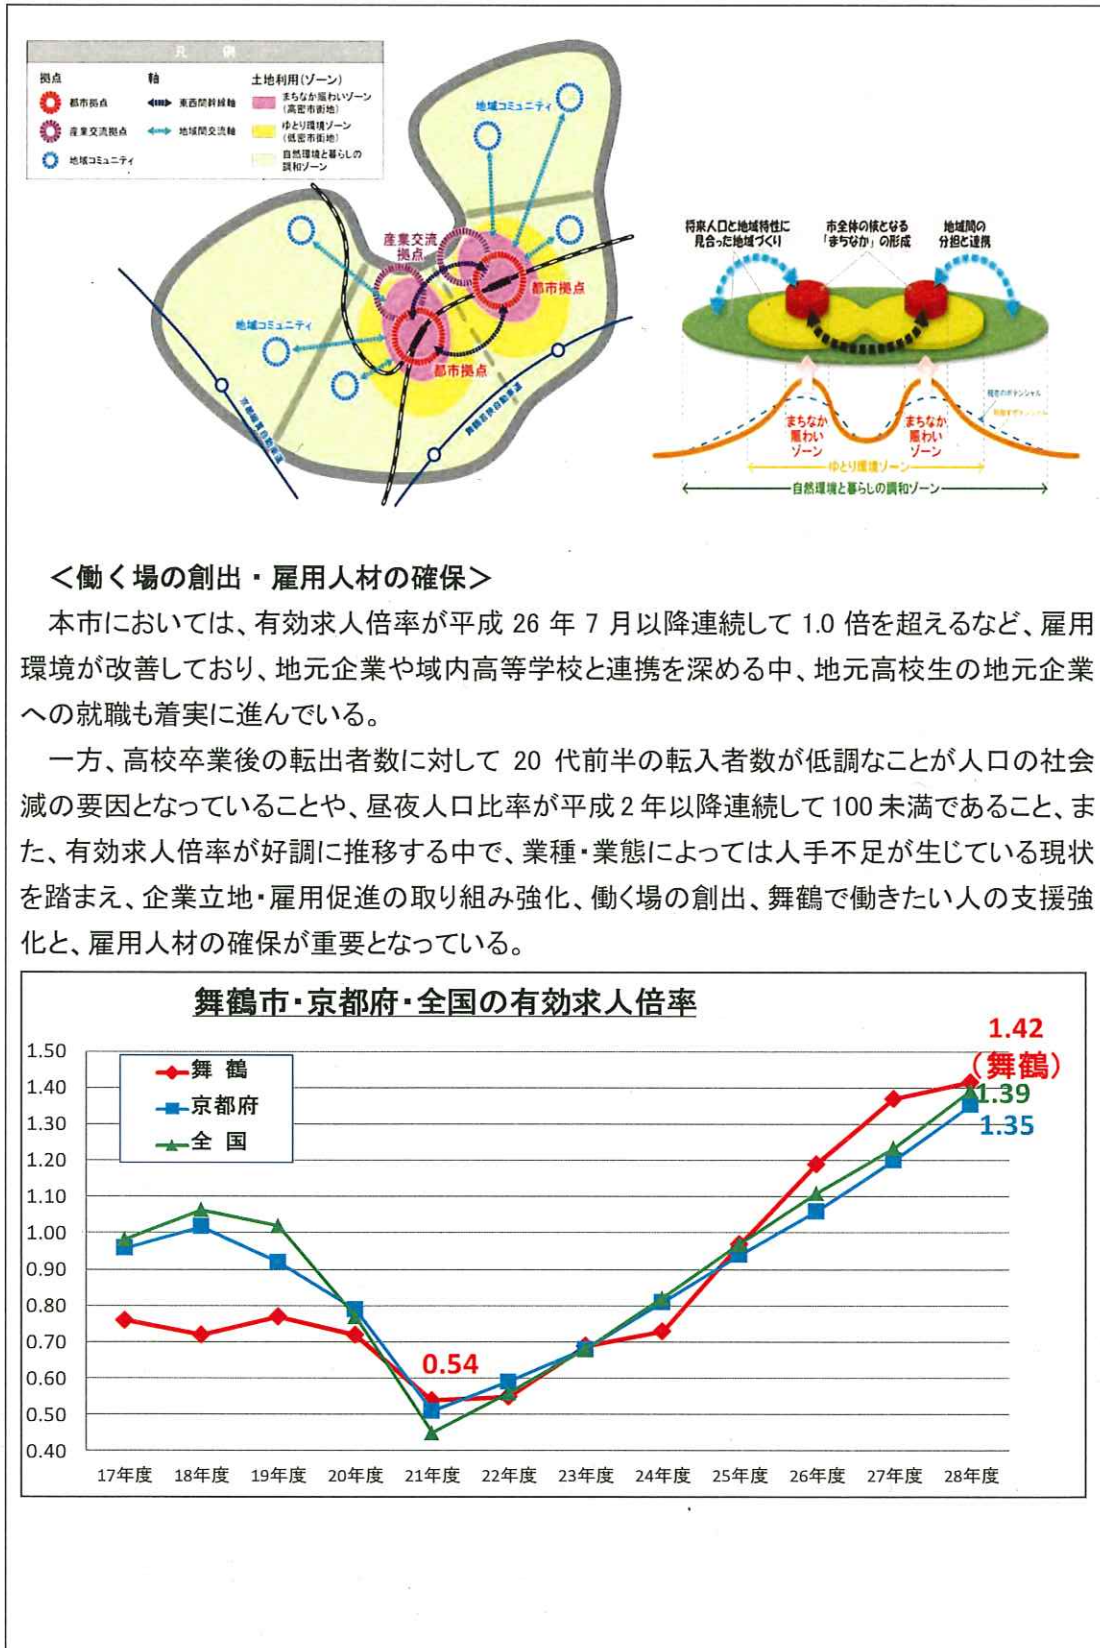 凡 例
拠点
軸
土地利用(ゾーン)
都市拠点
東西間幹線軸
まちなか賑わいゾーン
(高密市街地)
産業交流拠点
地域間交流軸
ゆとり環境ゾーン
(低密市街地)
地域コミュニティ
自然環境と暮らしの
調和ゾーン
地域コミュニティ
産業交流
拠点
都市拠点
地域コミュニティ
都市拠点
京都縦貫自動車道
舞鶴若狭自動車道
将来人口と地域特性に
見合った地域づくり
市全体の核となる
「まちなか」の形成
地域間の
分担と連携
現在のポテンシャル
まちなか
賑わい
ゾーン
まちなか
賑わい
ゾーン
ゆとり環境ゾーン
自然環境と暮らしの調和ゾーン
＜働く場の創出・雇用人材の確保＞
本市においては、有効求人倍率が平成 26 年 7 月以降連続して 1.0 倍を超えるなど、雇用
環境が改善しており、地元企業や域内高等学校と連携を深める中、地元高校生の地元企業
への就職も着実に進んでいる。
一方、高校卒業後の転出者数に対して 20 代前半の転入者数が低調なことが人口の社会
減の要因となっていることや、昼夜人口比率が平成 2 年以降連続して 100 未満であること、ま
た、有効求人倍率が好調に推移する中で、業種・業態によっては人手不足が生じている現状
を踏まえ、企業立地・雇用促進の取り組み強化、働く場の創出、舞鶴で働きたい人の支援強
化と、雇用人材の確保が重要となっている。
舞鶴市・京都府・全国の有効求人倍率
1.42
(舞鶴)
1.39
1.35
0.54
舞 鶴
京都府
全 国
1.50
1.40
1.30
1.20
1.10
1.00
0.90
0.80
0.70
0.60
0.50
0.40
17年度 18年度 19年度 20年度 21年度 22年度 23年度 24年度 25年度 26年度 27年度 28年度